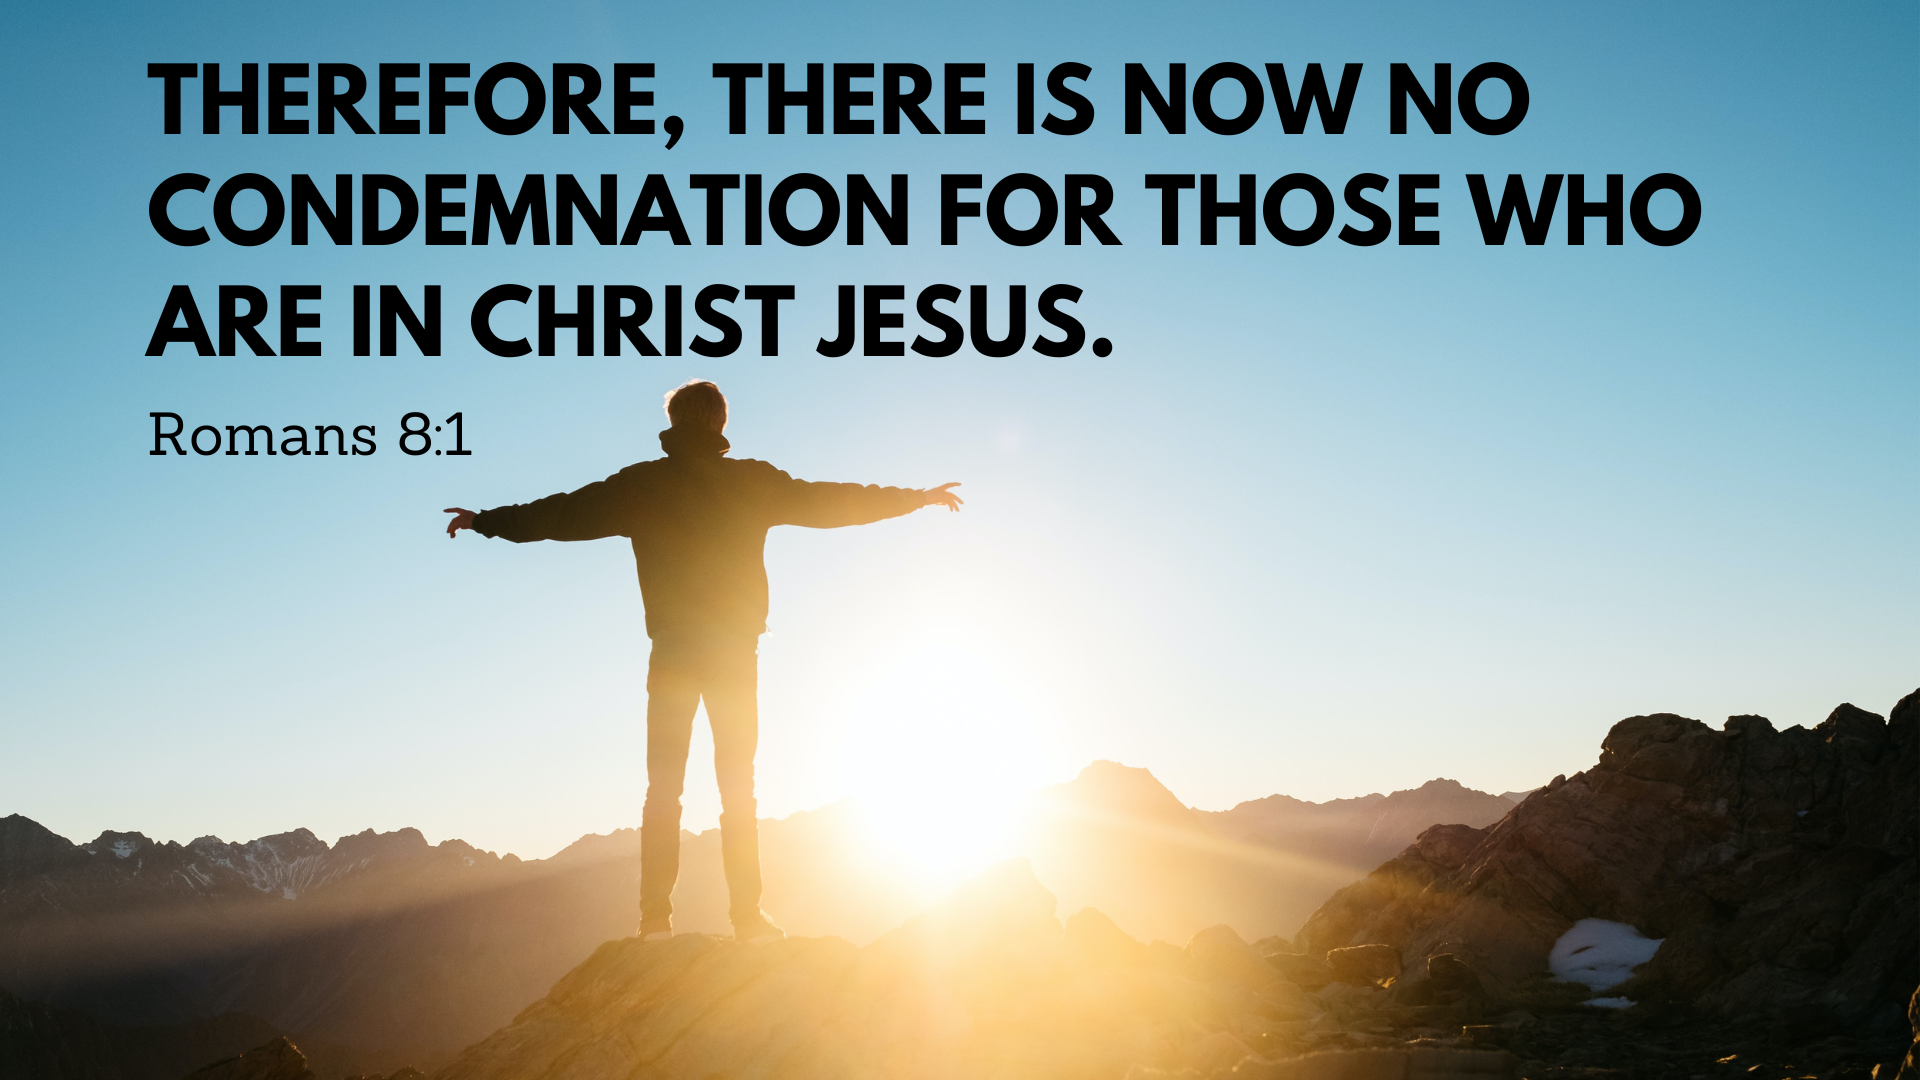 THEREFORE, THERE IS NOW NO
CONDEMNATION FOR THOSE WHO
ARE IN CHRIST JESUS.
Romans 8:1